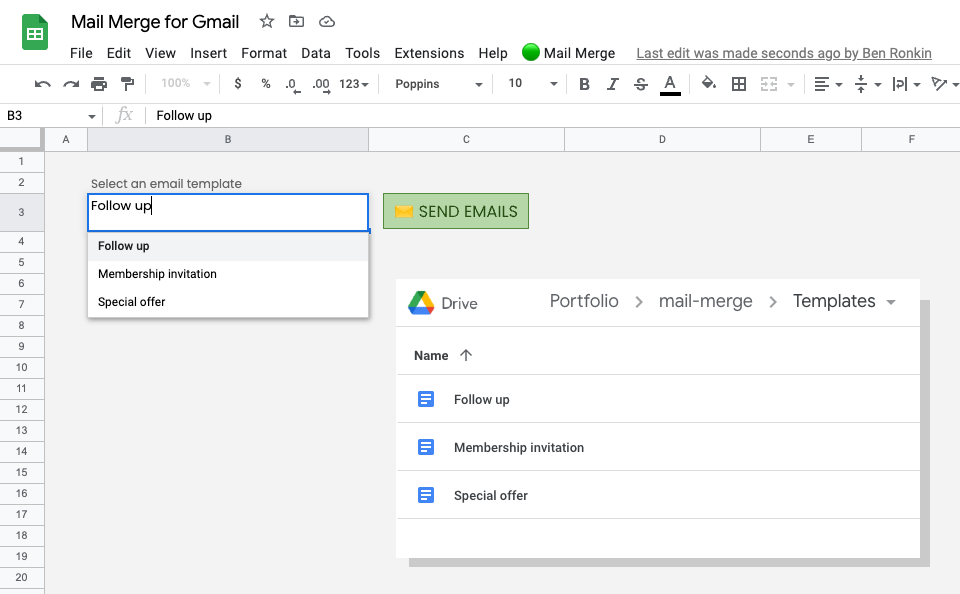 Mail Merge for Gmail
File Edit View Insert Format Data Tools Extensions Help Mail Merge Last edit was made seconds ago by Ben Ronkin
100% $ % .0 .00 123 Poppins 10 B I S A
B3 fx Follow up
A B C D E F
1
2 Select an email template
3 Follow up SEND EMAILS
4 Follow up
5 Membership invitation
6 Special offer
7 Drive Portfolio > mail-merge > Templates
8
9 Name
10
11 Follow up
12
13
14 Membership invitation
15
16 Special offer
17
18
19
20